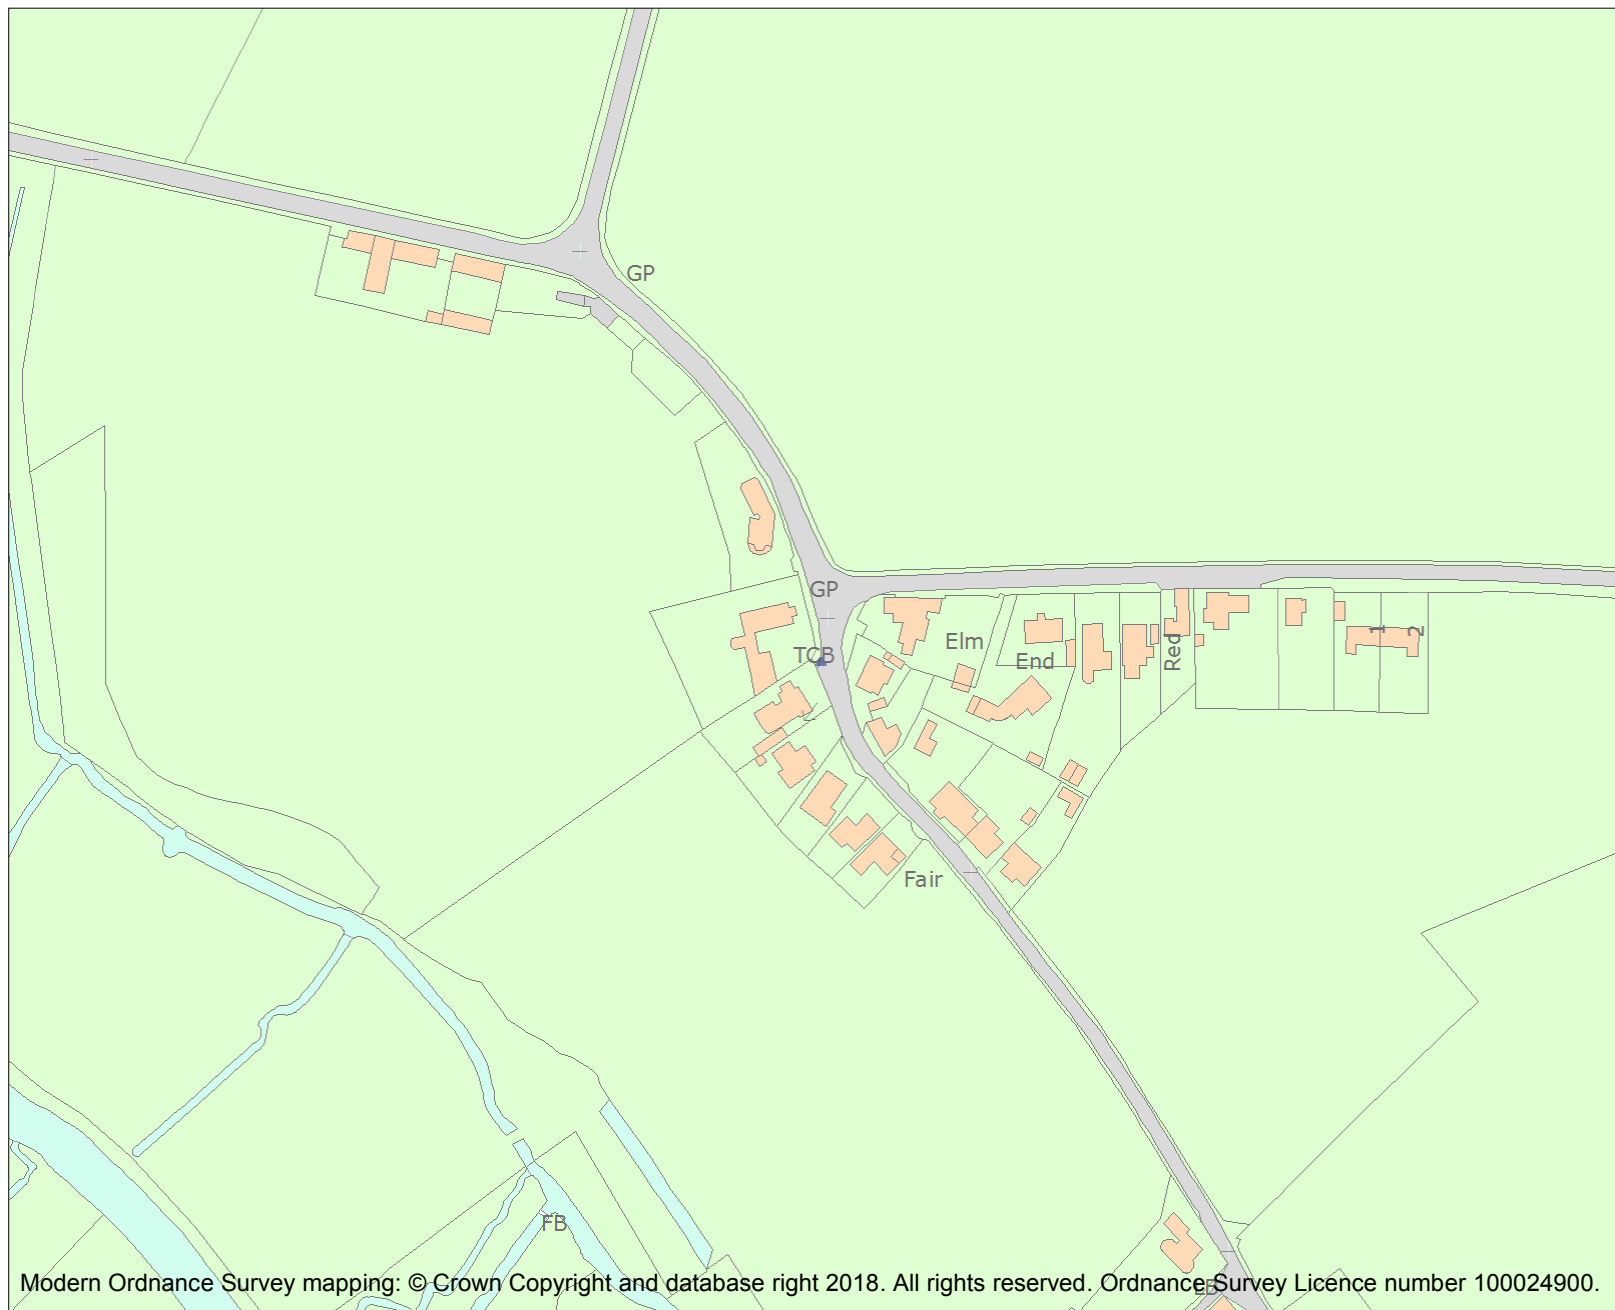 GP
GP
TCB
Elm
End
Red
1
2
Fair
FB
LB
Modern Ordnance Survey mapping: © Crown Copyright and database right 2018. All rights reserved. Ordnance Survey Licence number 100024900.